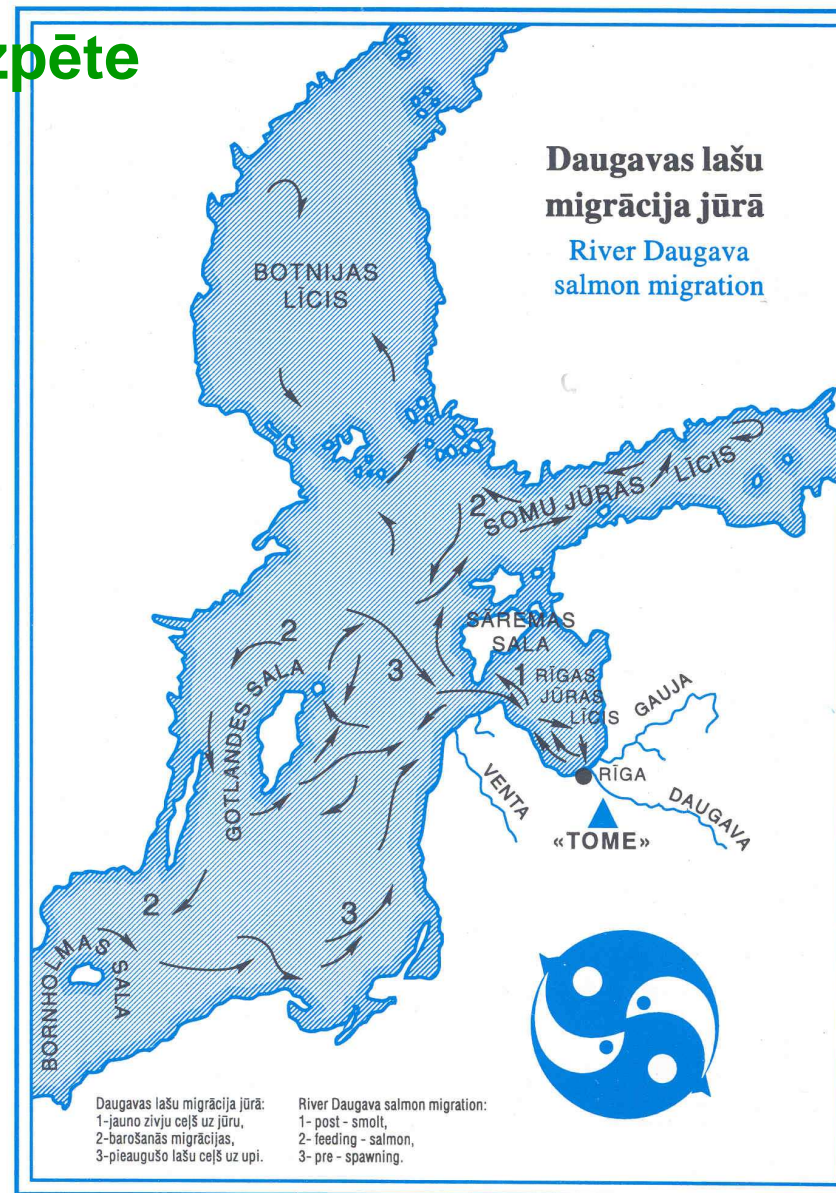 zpēte
Daugavas lašu
migrācija jūrā
River Daugava
salmon migration
BOTNIJAS
LĪCIS
SOMU JŪRAS LĪCIS
2
SĀREMAS
SALA
2
3
1 RĪGAS
JŪRAS
LĪCIS
GAUJA
GOTLANDES SALA
RĪGA
VENTA
DAUGAVA
«TOME»
2
3
BORNHOLMAS SALA
Daugavas lašu migrācija jūrā:
1-jauno zivju ceļš uz jūru,
2-barošanās migrācijas,
3-pieaugušo lašu ceļš uz upi.
River Daugava salmon migration:
1- post - smolt,
2- feeding - salmon,
3- pre - spawning.